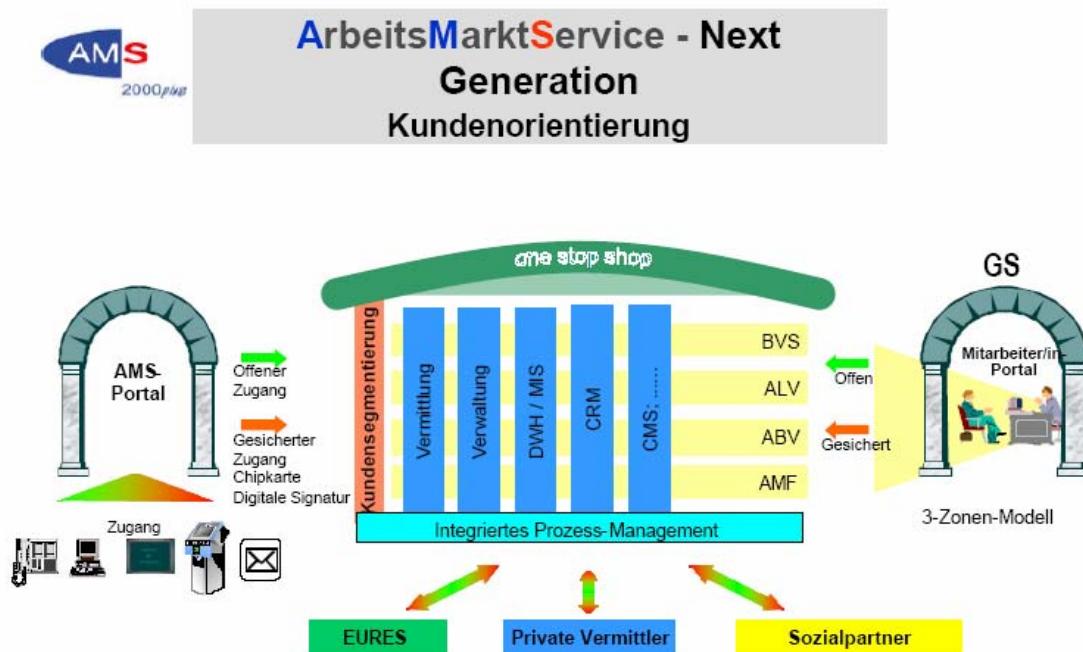 AMS
2000plus
ArbeitsMarktService - Next
Generation
Kundenorientierung
one stop shop
GS
AMS-
Portal
Offener
Zugang
Gesicherter
Zugang
Chipkarte
Digitale Signatur
Zugang
Kundensegmentierung
Vermittlung
Verwaltung
DWH / MIS
CRM
CMS; .......
BVS
ALV
ABV
AMF
Integriertes Prozess-Management
Offen
Gesichert
Mitarbeiter/in-
Portal
3-Zonen-Modell
EURES
Private Vermittler
Sozialpartner